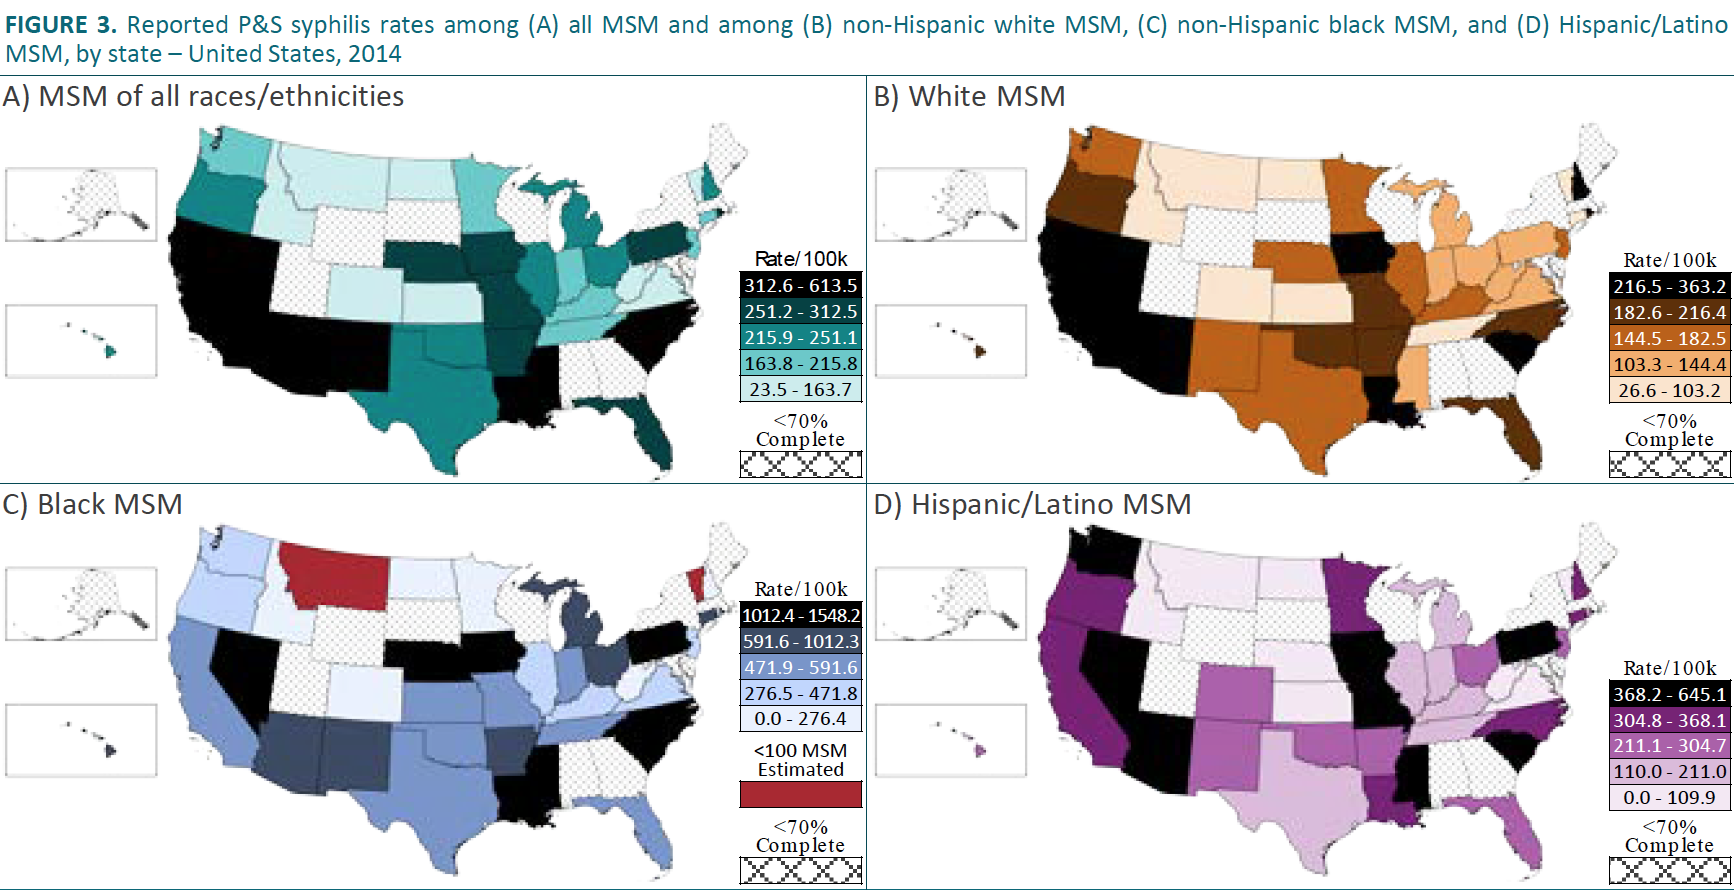 FIGURE 3. Reported P&S syphilis rates among (A) all MSM and among (B) non-Hispanic white MSM, (C) non-Hispanic black MSM, and (D) Hispanic/Latino
MSM, by state – United States, 2014
A) MSM of all races/ethnicities
Rate/100k
312.6 - 613.5
251.2 - 312.5
215.9 - 251.1
163.8 - 215.8
23.5 - 163.7
<70%
Complete
B) White MSM
Rate/100k
216.5 - 363.2
182.6 - 216.4
144.5 - 182.5
103.3 - 144.4
26.6 - 103.2
<70%
Complete
C) Black MSM
Rate/100k
1012.4 - 1548.2
591.6 - 1012.3
471.9 - 591.6
276.5 - 471.8
0.0 - 276.4
<100 MSM
Estimated
<70%
Complete
D) Hispanic/Latino MSM
Rate/100k
368.2 - 645.1
304.8 - 368.1
211.1 - 304.7
110.0 - 211.0
0.0 - 109.9
<70%
Complete